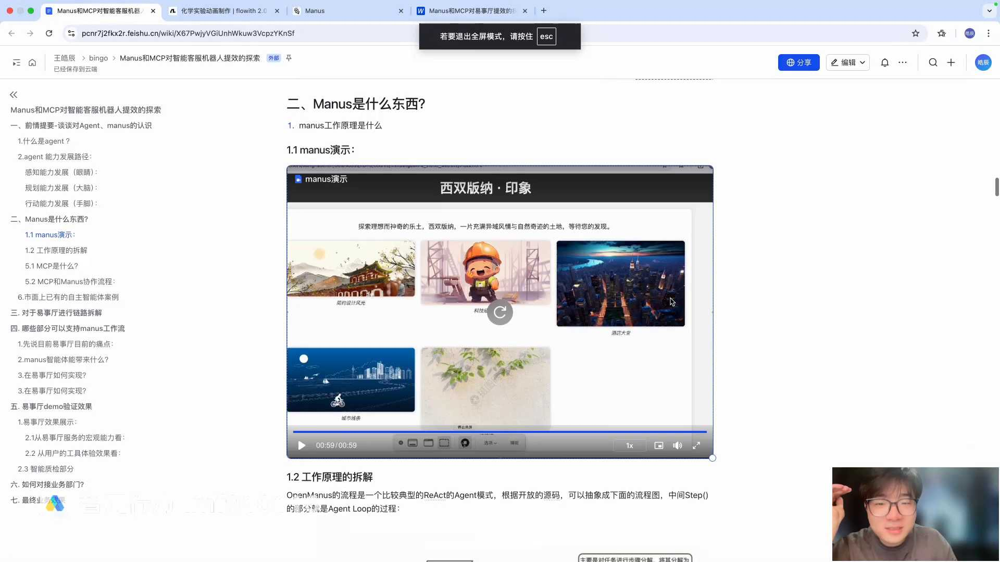 Manus和MCP对智能客服机器人
化学实验动画制作 | flowith 2.0
Manus
Manus和MCP对易事厅提效的探
pcnr7j2fkx2r.feishu.cn/wiki/X67PwjyVGiUnhWkuw3VcpzYKnSf
若要退出全屏模式，请按住 esc
皓辰
王皓辰 > bingo > Manus和MCP对智能客服机器人提效的探索 外部
已经保存到云端
分享
编辑
皓辰
Manus和MCP对智能客服机器人提效的探索
一、前情提要-谈谈对Agent、manus的认识
1.什么是agent？
2.agent 能力发展路径：
感知能力发展（眼睛）：
规划能力发展（大脑）：
行动能力发展（手脚）：
二、Manus是什么东西?
1.1 manus演示：
1.2 工作原理的拆解
5.1 MCP是什么?
5.2 MCP和Manus协作流程：
6.市面上已有的自主智能体案例
三. 对于易事厅进行链路拆解
四. 哪些部分可以支持manus工作流
1.先说目前易事厅目前的痛点：
2.manus智能体能带来什么?
3.在易事厅如何实现?
3.在易事厅如何实现?
五. 易事厅demo验证效果
1.易事厅效果展示：
2.1从易事厅服务的宏观能力看：
2.2 从用户的工具体验效果看：
2.3 智能质检部分
六. 如何对接业务部门?
七. 最终业务效果
二、Manus是什么东西?
1. manus工作原理是什么
1.1 manus演示：
manus演示
西双版纳 · 印象
探索理想而神奇的乐土，西双版纳，一片充满异域风情与自然奇迹的土地，等待您的发现。
简约设计风光
科技
酒店大堂
城市线条
停止录屏
选项
捕捉
00:59/00:59
1x
1.2 工作原理的拆解
OpenManus的流程是一个比较典型的ReAct的Agent模式，根据开放的源码，可以抽象成下面的流程图，中间Step()
的部分就是Agent Loop的过程：
主要是对任务进行步骤分解，将其分解为